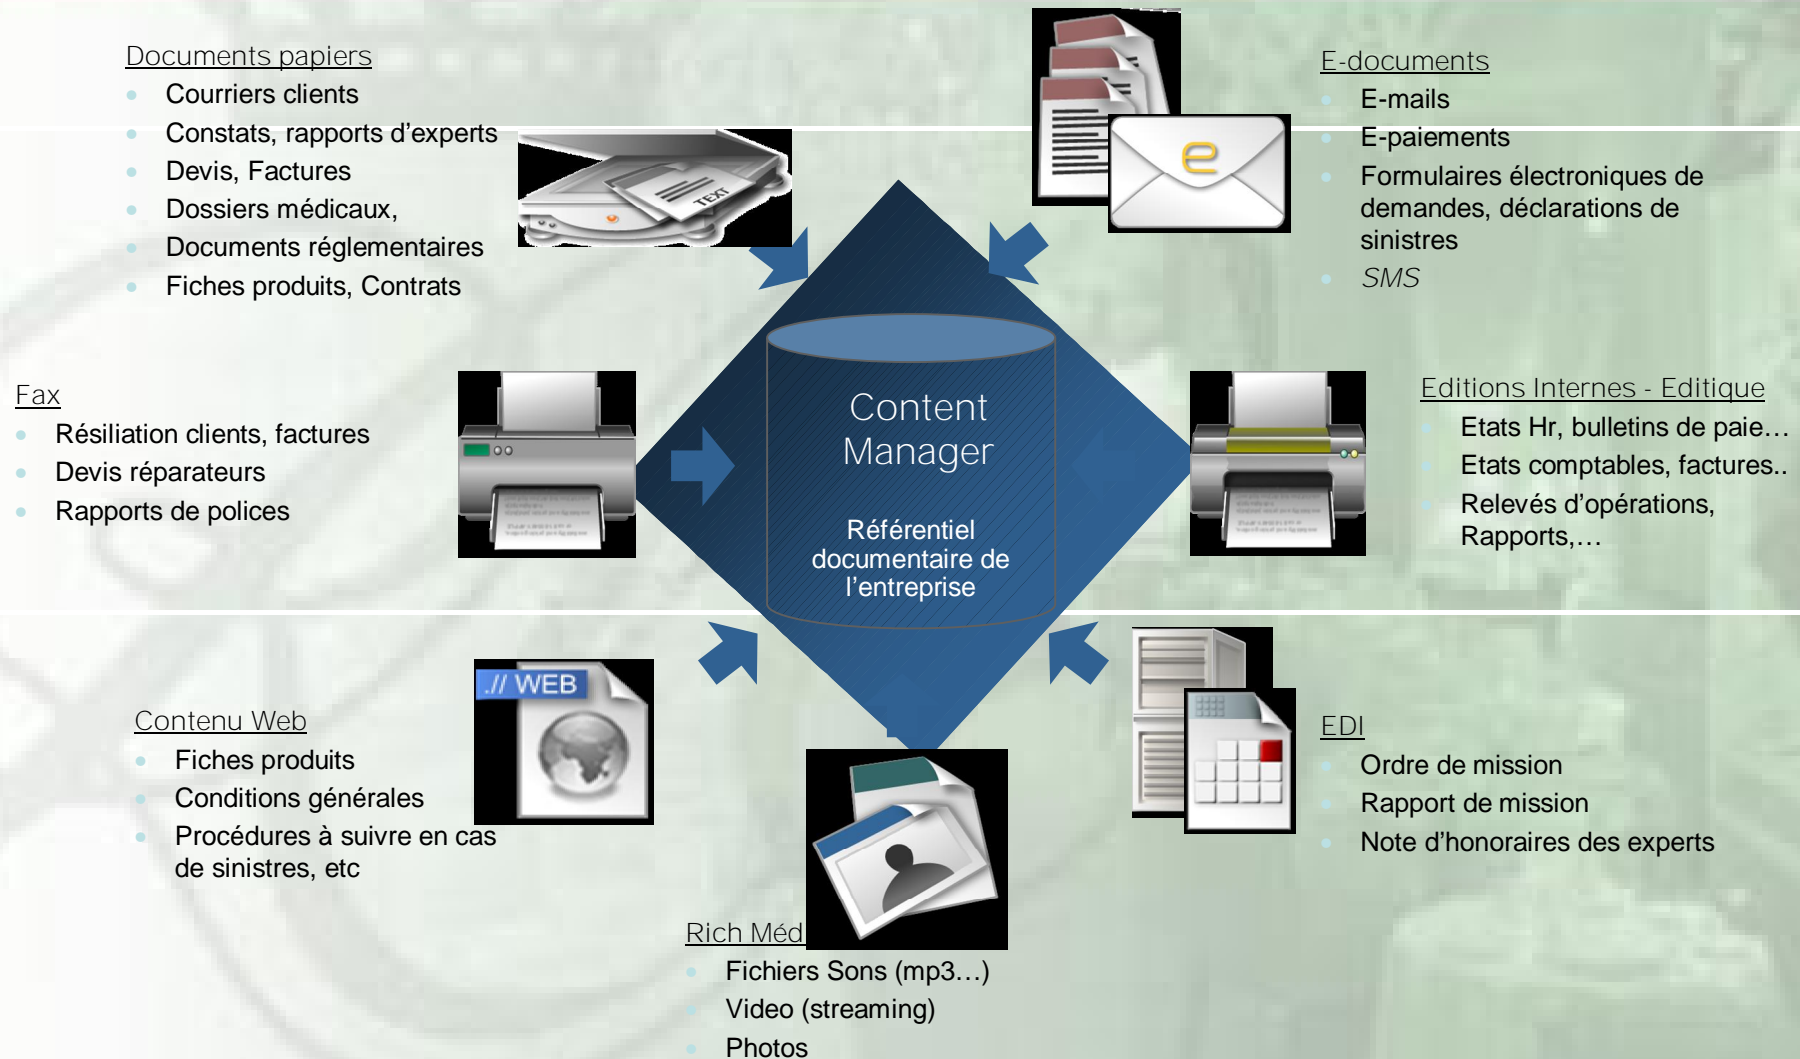 Documents papiers
Courriers clients
Constats, rapports d’experts
Devis, Factures
Dossiers médicaux,
Documents réglementaires
Fiches produits, Contrats
TEXT
e
E-documents
E-mails
E-paiements
Formulaires électroniques de
demandes, déclarations de
sinistres
SMS
Fax
Résiliation clients, factures
Devis réparateurs
Rapports de polices
Content
Manager
Référentiel
documentaire de
l’entreprise
Editions Internes - Editique
Etats Hr, bulletins de paie…
Etats comptables, factures..
Relevés d’opérations,
Rapports,…
.// WEB
Contenu Web
Fiches produits
Conditions générales
Procédures à suivre en cas
de sinistres, etc
EDI
Ordre de mission
Rapport de mission
Note d’honoraires des experts
Rich Méd
Fichiers Sons (mp3…)
Video (streaming)
Photos